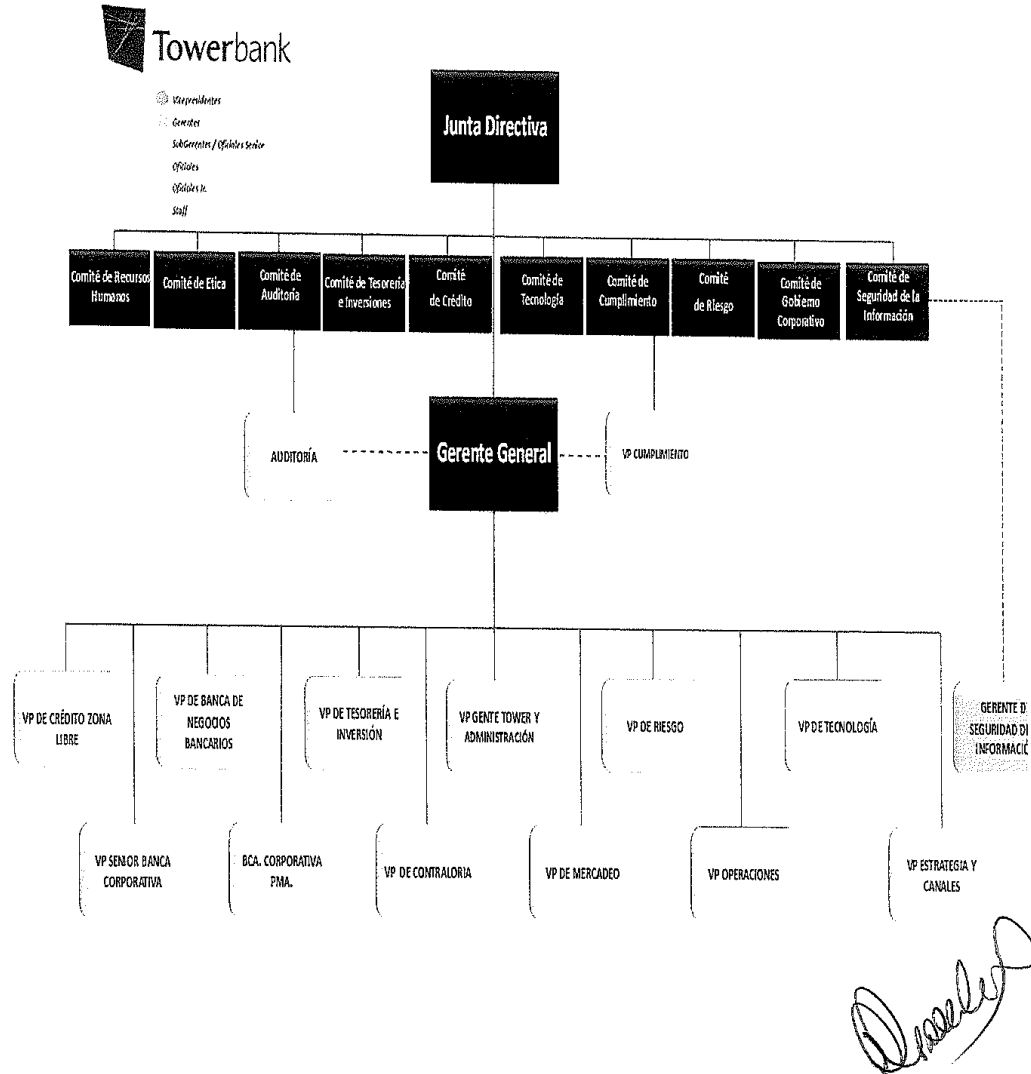 Towerbank
Vicepresidentes
Gerentes
SubGerentes / Oficiales Senior
Oficiales
Oficiales Jr.
Staff
Junta Directiva
Comité de Recursos
Humanos
Comité de Etica
Comité de
Auditoria
Comité de Tesoreria
e Inversiones
Comité
de Crédito
Comité de
Tecnología
Comité de
Cumplimiento
Comité
de Riesgo
Comité de
Gobierno
Corporativo
Comité de
Seguridad de la
Información
AUDITORÍA
Gerente General
VP CUMPLIMIENTO
VP DE CRÉDITO ZONA
LIBRE
VP DE BANCA DE
NEGOCIOS
BANCARIOS
VP DE TESORERÍA E
INVERSIÓN
VP GENTE TOWER Y
ADMINISTRACIÓN
VP DE RIESGO
VP DE TECNOLOGÍA
GERENTE D
SEGURIDAD DE
INFORMACIÓ
VP SENIOR BANCA
CORPORATIVA
BCA. CORPORATIVA
PMA.
VP DE CONTRALORIA
VP DE MERCADEO
VP OPERACIONES
VP ESTRATEGIA Y
CANALES